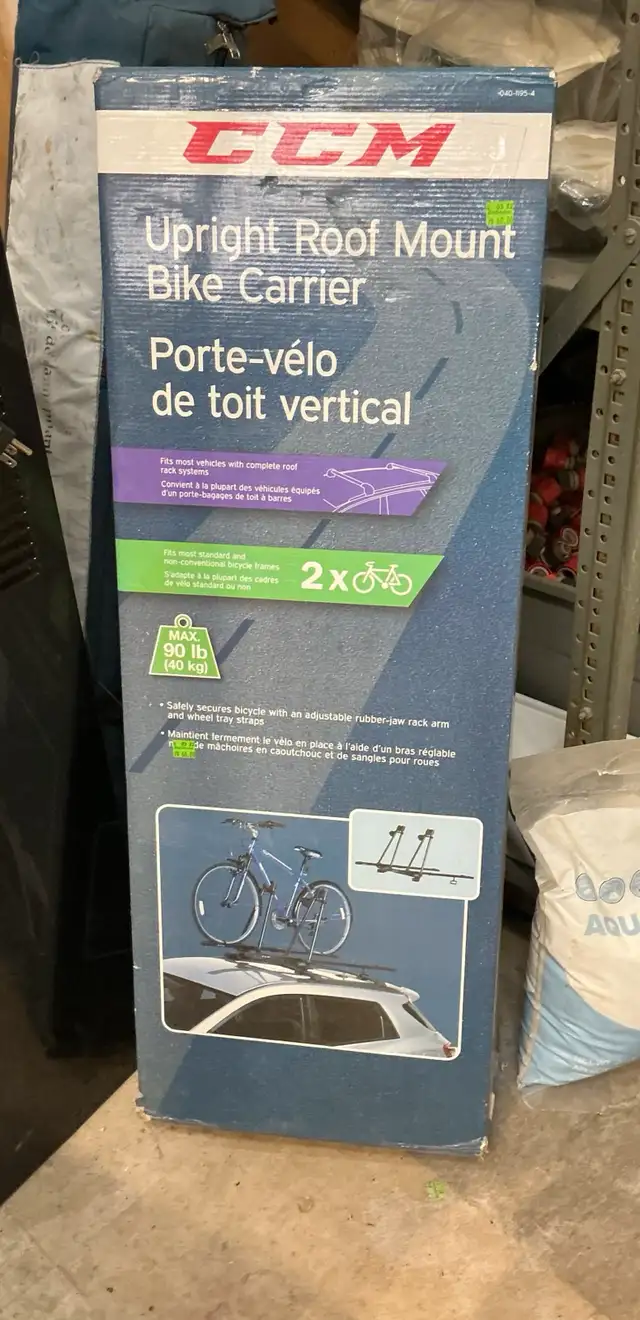 040-1195-4
CCM
Upright Roof Mount
Bike Carrier
Porte-vélo
de toit vertical
Fits most vehicles with complete roof
rack systems
Convient à la plupart des véhicules équipés
d'un porte-bagages de toit à barres
Fits most standard and
non-conventional bicycle frames
S'adapte à la plupart des cadres
de vélo standard ou non
2 x
MAX.
90 lb
(40 kg)
• Safely secures bicycle with an adjustable rubber-jaw rack arm
and wheel tray straps
• Maintient fermement le vélo en place à l'aide d'un bras réglable
de mâchoires en caoutchouc et de sangles pour roues
AQU